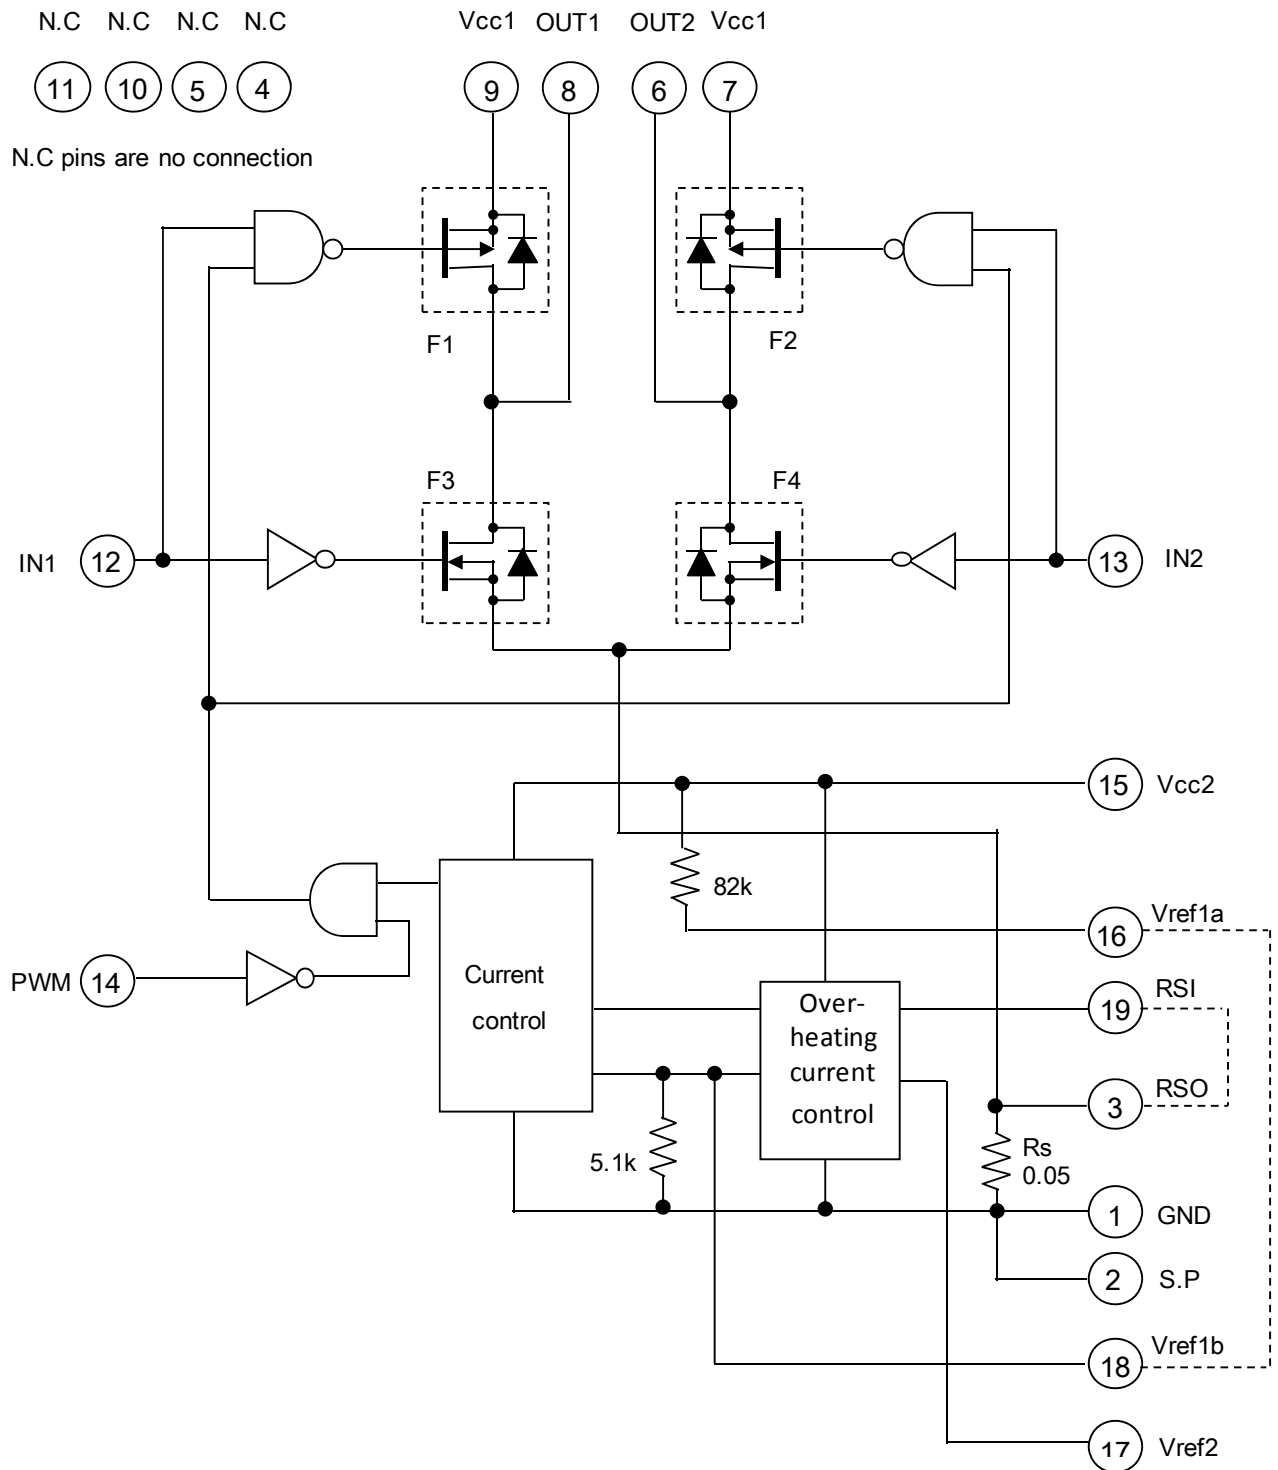 N.C N.C N.C N.C
Vcc1 OUT1 OUT2 Vcc1
11 10 5 4
9 8 6 7
N.C pins are no connection
F1
F2
F3
F4
IN1 12
13 IN2
15 Vcc2
82k
16 Vref1a
PWM 14
Current
control
Over-
heating
current
control
19 RSI
3 RSO
5.1k
Rs
0.05
1 GND
2 S.P
18 Vref1b
17 Vref2